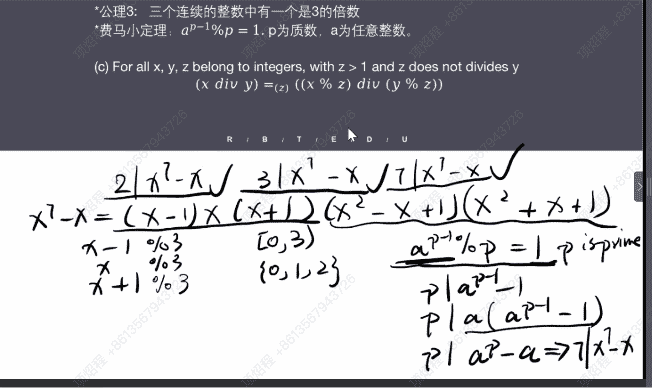 *公理3: 三个连续的整数中有一个是3的倍数
*费马小定理: a^{p-1}%p = 1. p为质数, a为任意整数。
(c) For all x, y, z belong to integers, with z > 1 and z does not divides y
(x div y) =_(z) ((x % z) div (y % z))
R / B / T / E / D / U
2|x^7-x✓ 3|x^7-x✓ 7|x^7-x✓
x^7-x = (x-1)x(x+1)(x^2-x+1)(x^2+x+1)
x-1 %3 [0,3) a^{p-1}%p = 1 p is prime
x %3 {0,1,2}
x+1 %3 p|a^{p-1}-1
p|a(a^{p-1}-1)
p|a^p-a => 7|x^7-x